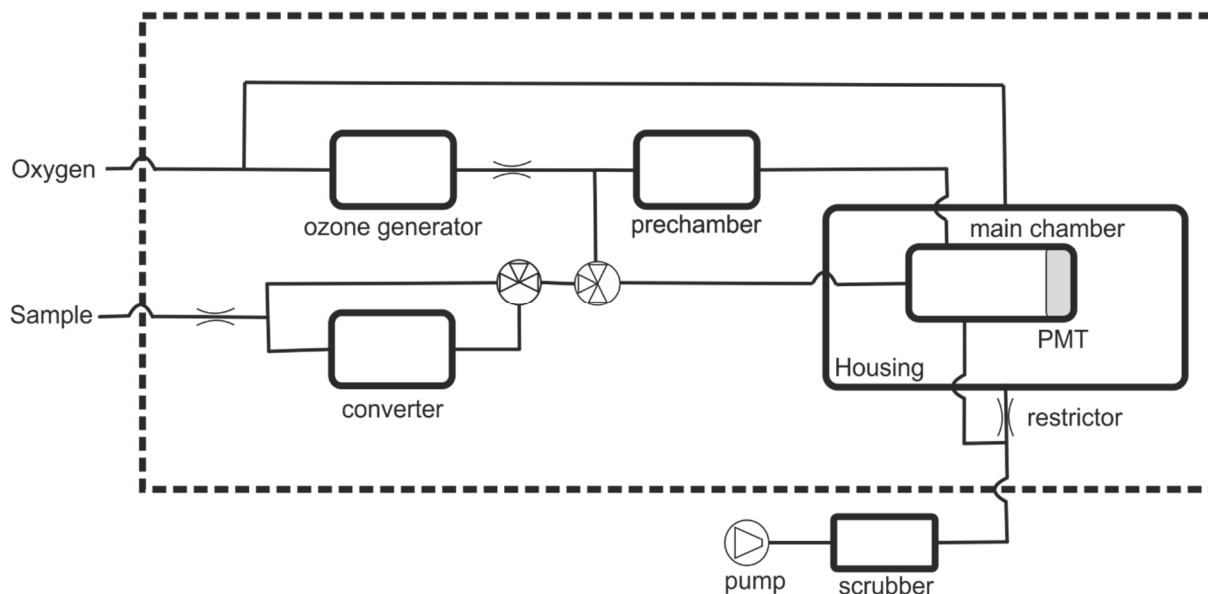 Oxygen
ozone generator
prechamber
main chamber
Sample
PMT
Housing
converter
restrictor
pump
scrubber